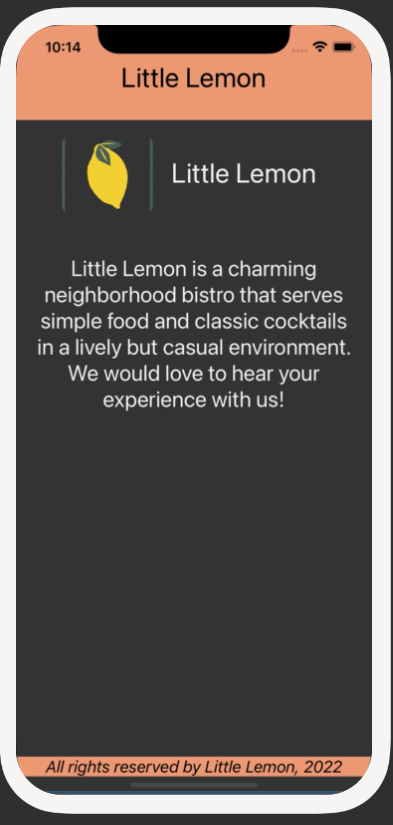 10:14
Little Lemon
Little Lemon
Little Lemon is a charming
neighborhood bistro that serves
simple food and classic cocktails
in a lively but casual environment.
We would love to hear your
experience with us!
All rights reserved by Little Lemon, 2022